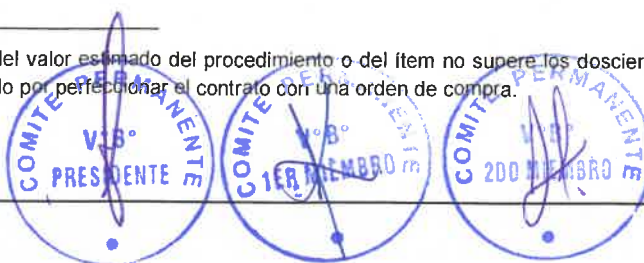 del valor estimado del procedimiento o del ítem no supere los doscien
do por perfeccionar el contrato con una orden de compra.
COMITE PERMANENTE
V°B°
PRESIDENTE
COMITE PERMANENTE
V°B°
1ER MIEMBRO
COMITE PERMANENTE
V°B°
2DO MIEMBRO